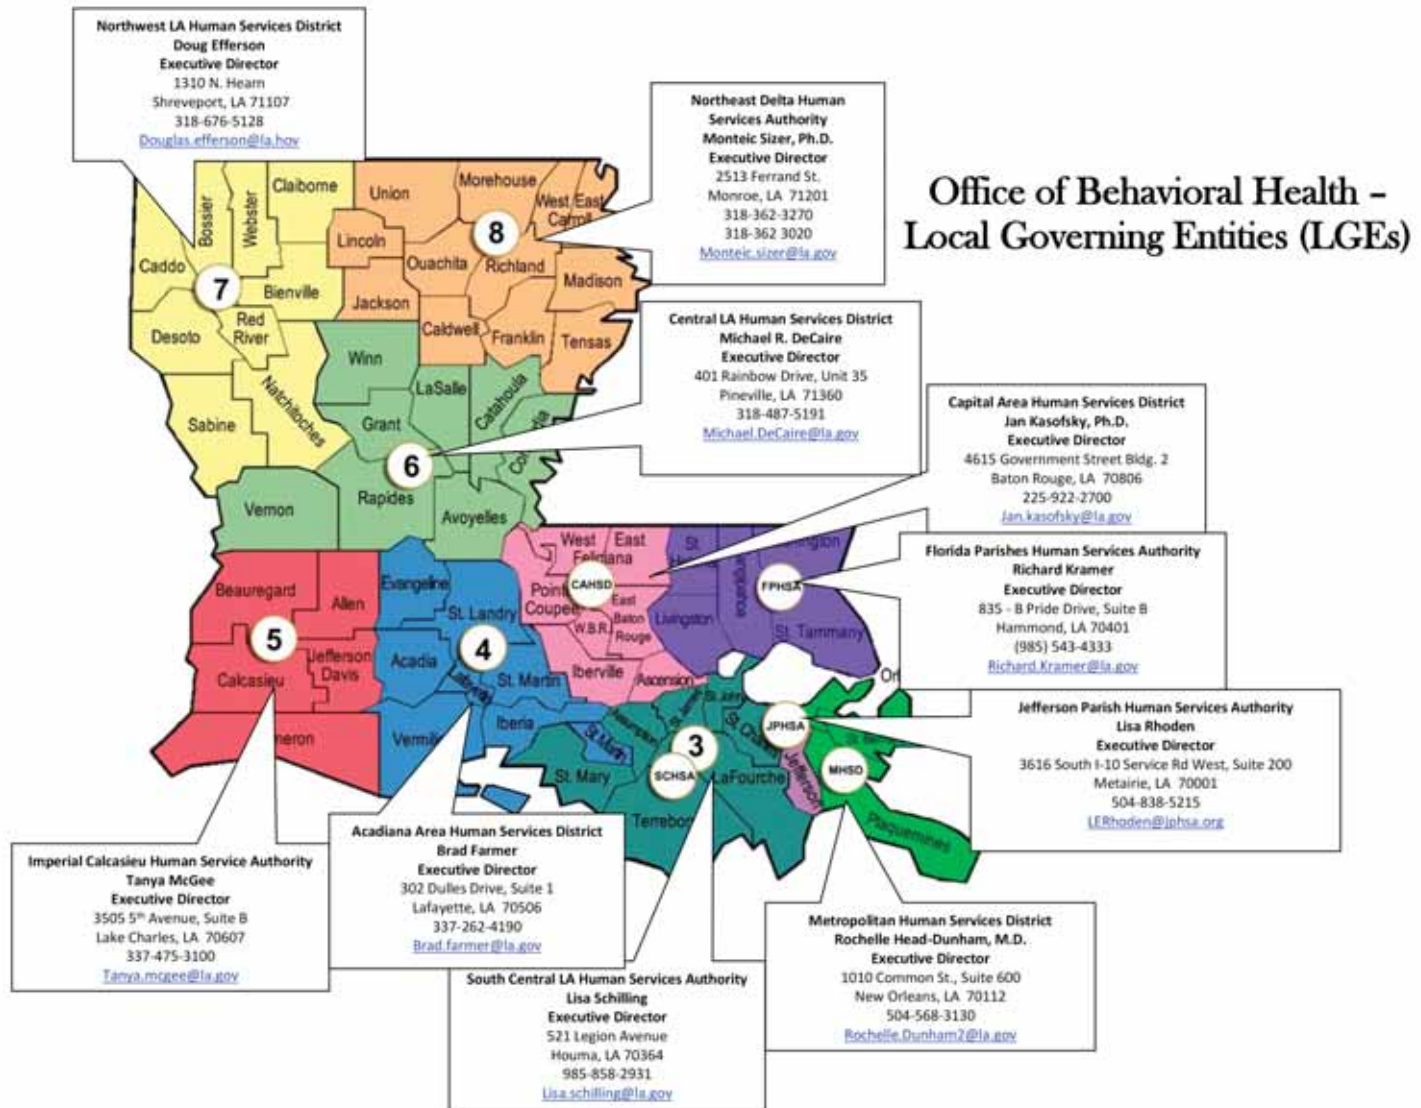 Northwest LA Human Services District
Doug Efferson
Executive Director
1310 N. Hearn
Shreveport, LA 71107
318-676-5128
Douglas.efferson@la.hov
Northeast Delta Human
Services Authority
Monteic Sizer, Ph.D.
Executive Director
2513 Ferrand St.
Monroe, LA 71201
318-362-3270
318-362 3020
Monteic.sizer@la.gov
Office of Behavioral Health –
Local Governing Entities (LGEs)
Central LA Human Services District
Michael R. DeCaire
Executive Director
401 Rainbow Drive, Unit 35
Pineville, LA 71360
318-487-5191
Michael.DeCaire@la.gov
Capital Area Human Services District
Jan Kasofsky, Ph.D.
Executive Director
4615 Government Street Bldg. 2
Baton Rouge, LA 70806
225-922-2700
Jan.kasofsky@la.gov
Florida Parishes Human Services Authority
Richard Kramer
Executive Director
835 - B Pride Drive, Suite B
Hammond, LA 70401
(985) 543-4333
Richard.Kramer@la.gov
Jefferson Parish Human Services Authority
Lisa Rhoden
Executive Director
3616 South I-10 Service Rd West, Suite 200
Metairie, LA 70001
504-838-5215
LERhoden@jphsa.org
Metropolitan Human Services District
Rochelle Head-Dunham, M.D.
Executive Director
1010 Common St., Suite 600
New Orleans, LA 70112
504-568-3130
Rochelle.Dunham2@la.gov
South Central LA Human Services Authority
Lisa Schilling
Executive Director
521 Legion Avenue
Houma, LA 70364
985-858-2931
Lisa.schilling@la.gov
Acadiana Area Human Services District
Brad Farmer
Executive Director
302 Dulles Drive, Suite 1
Lafayette, LA 70506
337-262-4190
Brad.farmer@la.gov
Imperial Calcasieu Human Service Authority
Tanya McGee
Executive Director
3505 5th Avenue, Suite B
Lake Charles, LA 70607
337-475-3100
Tanya.mcgee@la.gov
Caddo
Bossier
Webster
Claiborne
7
Bienville
Desoto
Red
River
Sabine
Natchitoches
Union
Morehouse
West East
Carroll
Lincoln
8
Ouachita
Richland
Madison
Jackson
Caldwell
Franklin
Tensas
Winn
LaSalle
Catahoula
Grant
6
Rapides
Vernon
Avoyelles
Beauregard
Allen
5
Jefferson
Davis
Calcasieu
Evangeline
St. Landry
4
Acadia
Lafayette
St. Martin
Iberia
St. Martin
West
East
Feliciana
CAHSD
Pointe
Coupee
East
Baton
Rouge
W.B.R.
Iberville
Ascension
Livingston
FPHSA
St. Tammany
St. James
St. John
St. Charles
3
SCHSA
LaFourche
St. Mary
JPHSA
Jefferson
MHSD
Plaquemines